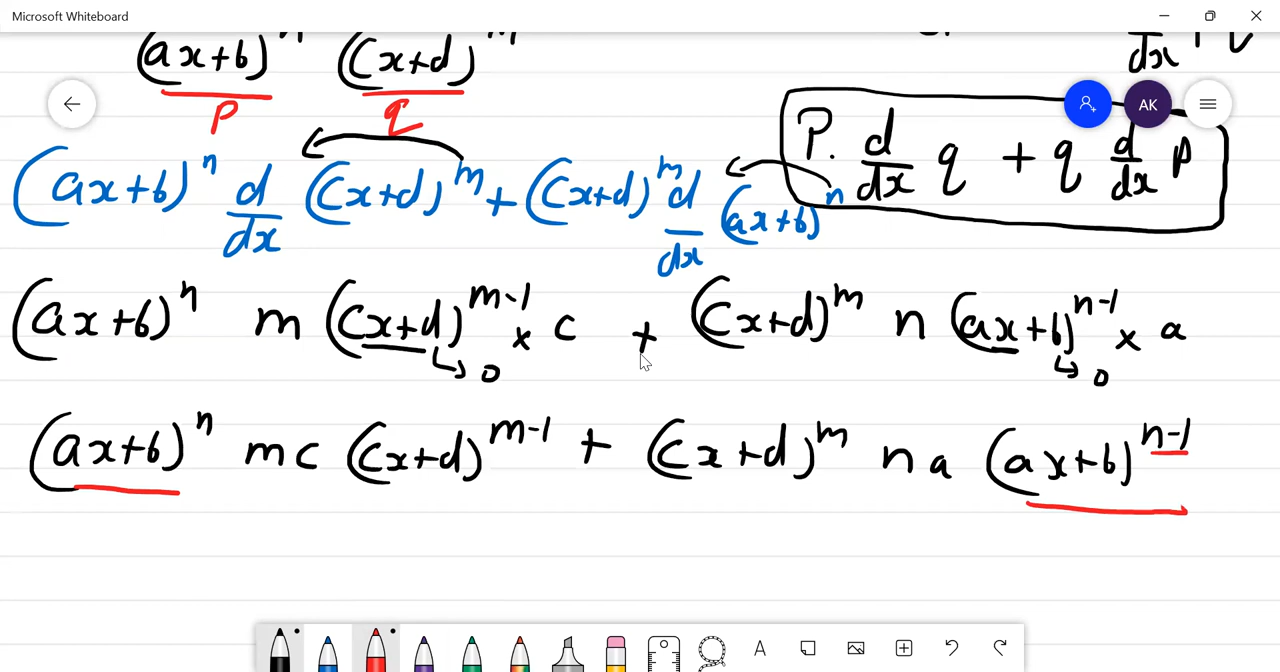 Microsoft Whiteboard
(ax+b)ⁿ (cx+d)ᵐ
dx
p q
AK
P. d/dx q + q d/dx p
(ax+b)ⁿ d/dx (cx+d)ᵐ + (cx+d)ᵐ d/dx (ax+b)ⁿ
(ax+b)ⁿ m (cx+d)ᵐ⁻¹ × c + (cx+d)ᵐ n (ax+b)ⁿ⁻¹ × a
↳ 0 ↳ 0
(ax+b)ⁿ mc (cx+d)ᵐ⁻¹ + (cx+d)ᵐ na (ax+b)ⁿ⁻¹
A